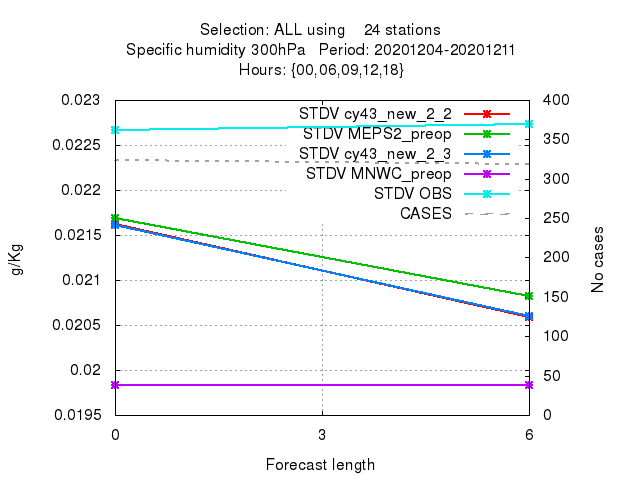 Selection: ALL using    24 stations
Specific humidity 300hPa   Period: 20201204-20201211
Hours: {00,06,09,12,18}
STDV cy43_new_2_2
STDV MEPS2_preop
STDV cy43_new_2_3
STDV MNWC_preop
STDV OBS
CASES
g/Kg
0.023
0.0225
0.022
0.0215
0.021
0.0205
0.02
0.0195
400
350
300
250
200
150
100
50
0
No cases
0 3 6
Forecast length